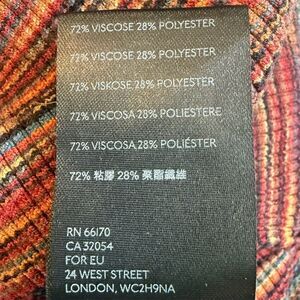 72% VISCOSE 28% POLYESTER
72% VISCOSE 28% POLYESTER
72% VISKOSE 28% POLYESTER
72% VISCOSA 28% POLIESTERE
72% VISCOSA 28% POLIÉSTER
72% 粘膠 28% 聚酯纖維
RN 66170
CA 32054
FOR EU
24 WEST STREET
LONDON, WC2H9NA